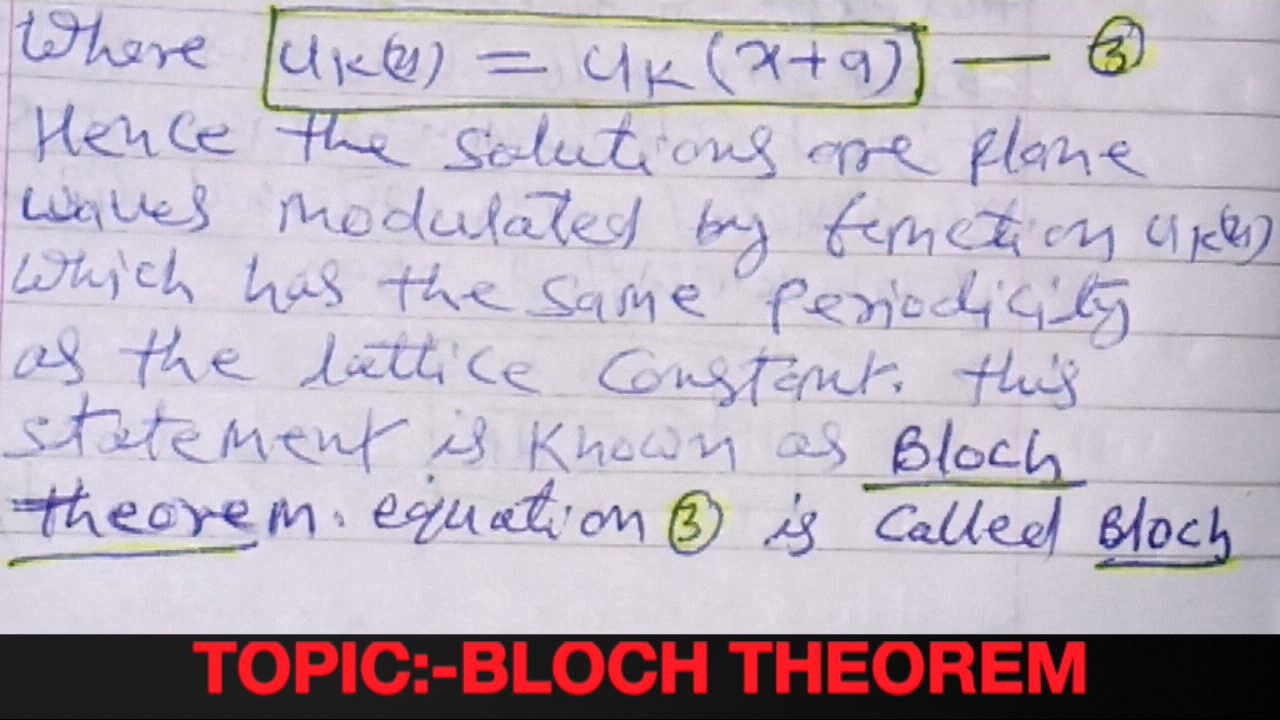 Where uk(x) = uk(x+a) — ③
Hence the solutions are plane
waves modulated by function uk(x)
which has the same periodicity
as the lattice constant. this
statement is known as Bloch
theorem. equation ③ is called Bloch
TOPIC:-BLOCH THEOREM